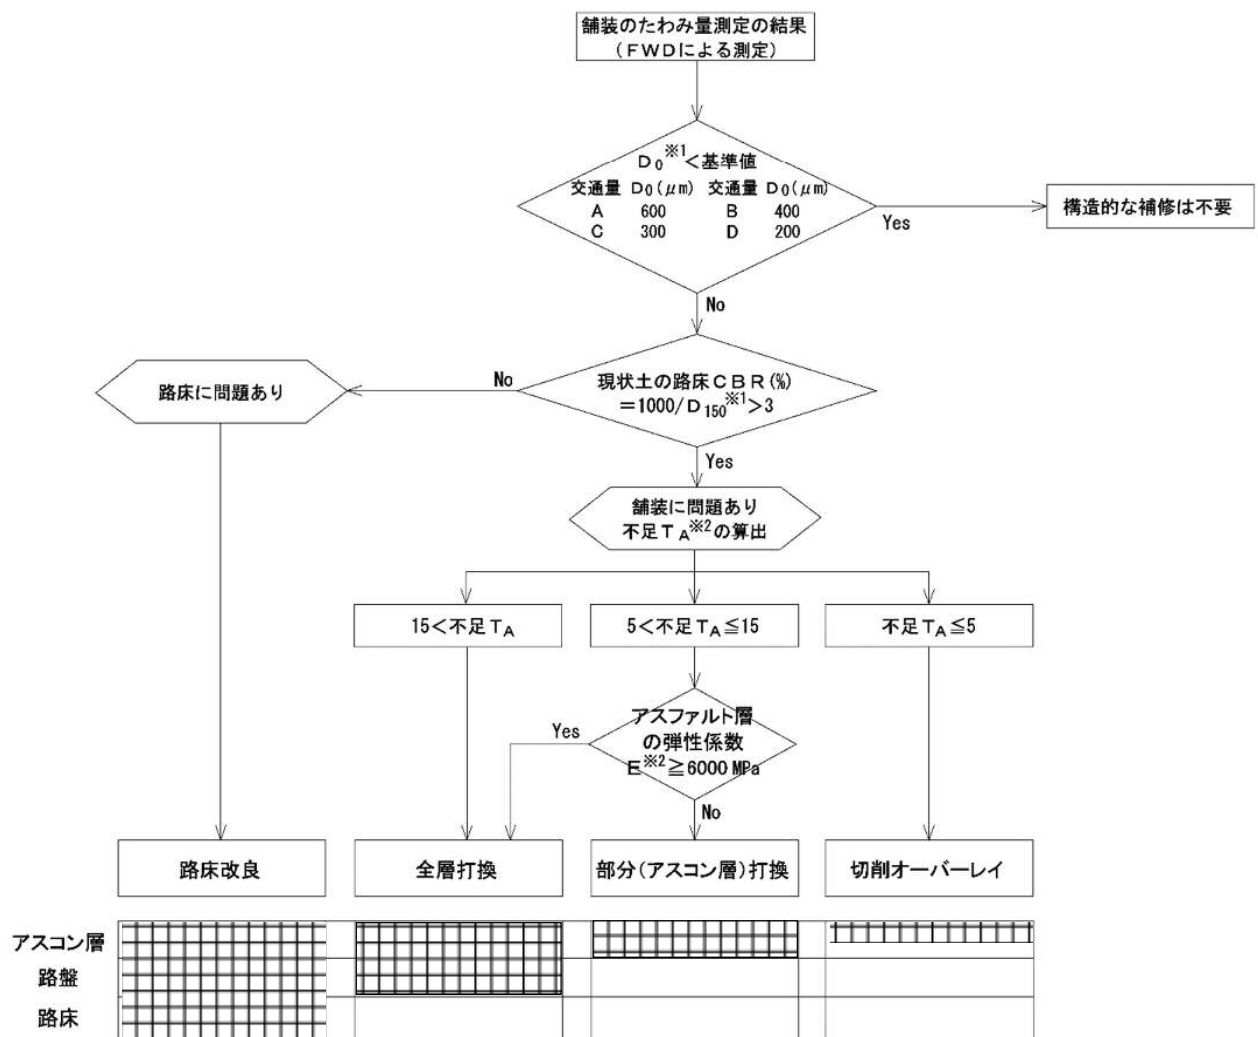 舗装のたわみ量測定の結果
(FWDによる測定)
D₀※1<基準値
交通量 D₀(μm) 交通量 D₀(μm)
A 600 B 400
C 300 D 200
Yes
構造的な補修は不要
No
現状土の路床CBR(%)
=1000/D₁₅₀※1>3
No
路床に問題あり
Yes
舗装に問題あり
不足TA※2の算出
15<不足TA
5<不足TA≦15
不足TA≦5
アスファルト層
の弾性係数
E※2≧6000MPa
Yes
No
路床改良
全層打換
部分(アスコン層)打換
切削オーバーレイ
アスコン層
路盤
路床